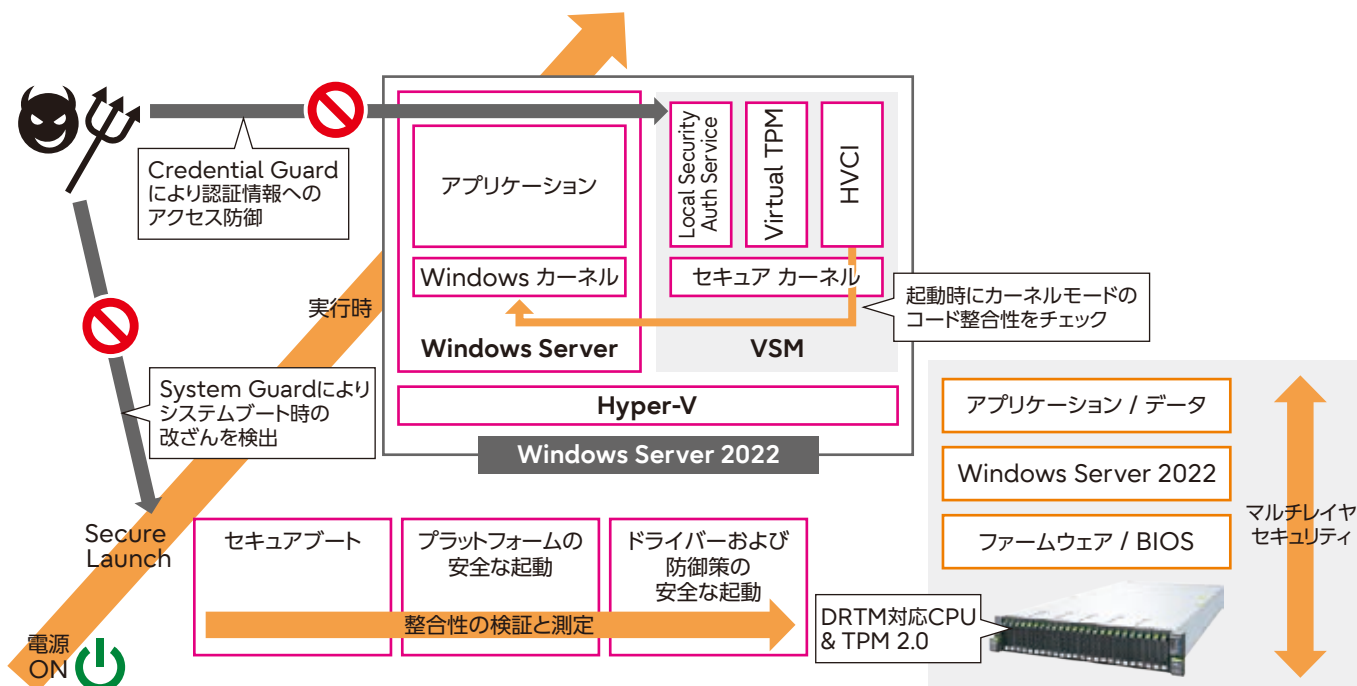 Credential Guard
により認証情報への
アクセス防御
アプリケーション
Windows カーネル
Windows Server
Local Security
Auth Service
Virtual TPM
HVCI
セキュア カーネル
VSM
起動時にカーネルモードの
コード整合性をチェック
Hyper-V
Windows Server 2022
実行時
System Guardにより
システムブート時の
改ざんを検出
Secure
Launch
電源
ON
セキュアブート
プラットフォームの
安全な起動
ドライバーおよび
防御策の
安全な起動
整合性の検証と測定
アプリケーション / データ
Windows Server 2022
ファームウェア / BIOS
マルチレイヤ
セキュリティ
DRTM対応CPU
& TPM 2.0